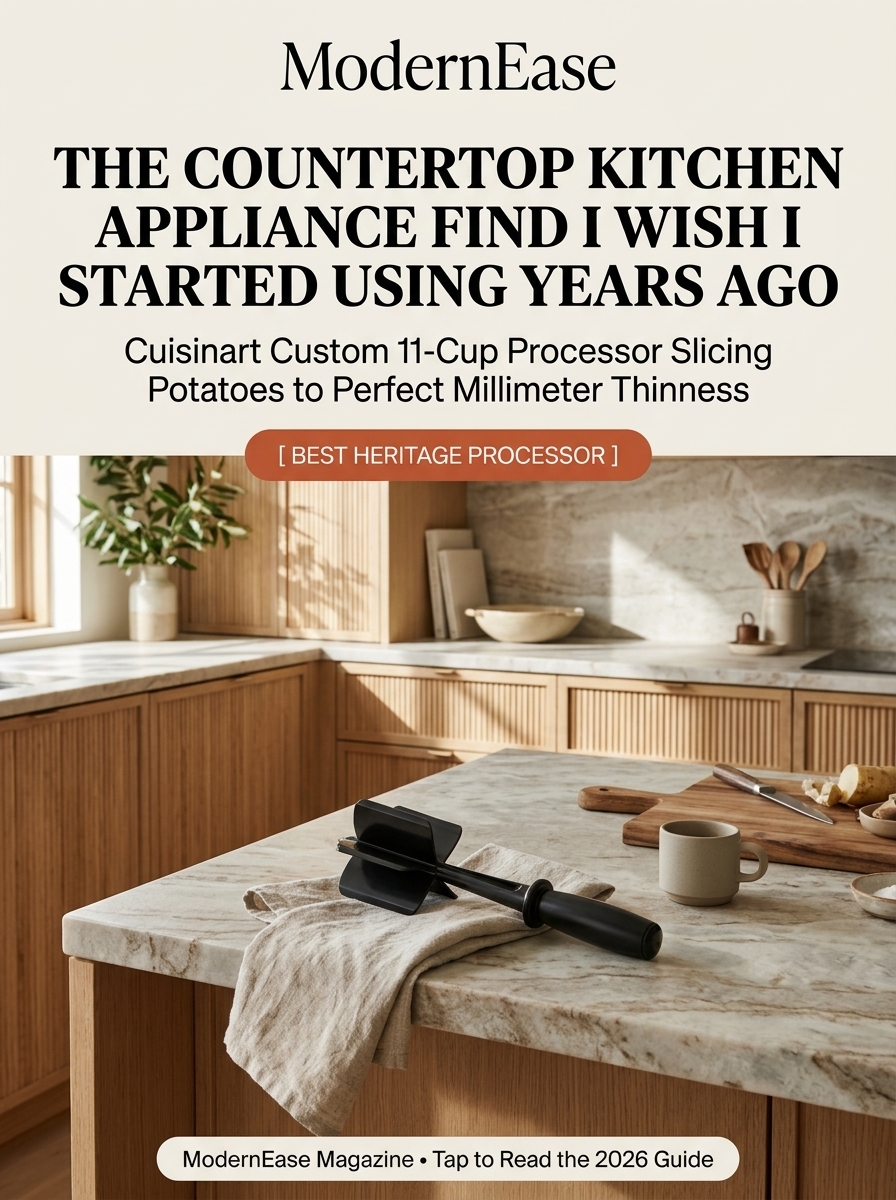 ModernEase
THE COUNTERTOP KITCHEN
APPLIANCE FIND I WISH I
STARTED USING YEARS AGO
Cuisinart Custom 11-Cup Processor Slicing
Potatoes to Perfect Millimeter Thinness
[ BEST HERITAGE PROCESSOR ]
ModernEase Magazine • Tap to Read the 2026 Guide